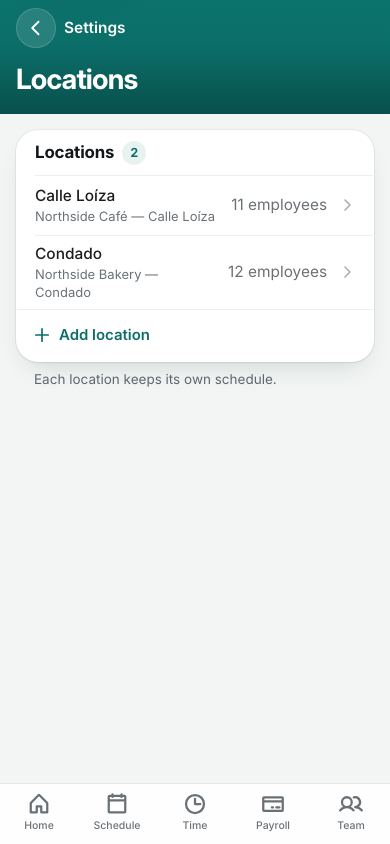 Settings
Locations
Locations 2
Calle Loíza
Northside Café — Calle Loíza
11 employees
Condado
Northside Bakery —
Condado
12 employees
Add location
Each location keeps its own schedule.
Home Schedule Time Payroll Team